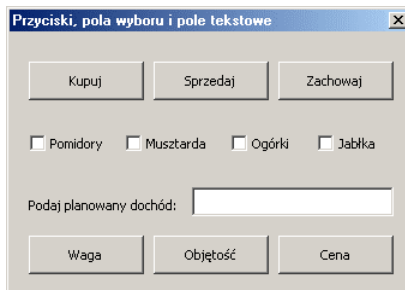 Przyciski, pola wyboru i pole tekstowe
Kupuj Sprzedaj Zachowaj
Pomidory Musztarda Ogórki Jabłka
Podaj planowany dochód:
Waga Objętość Cena